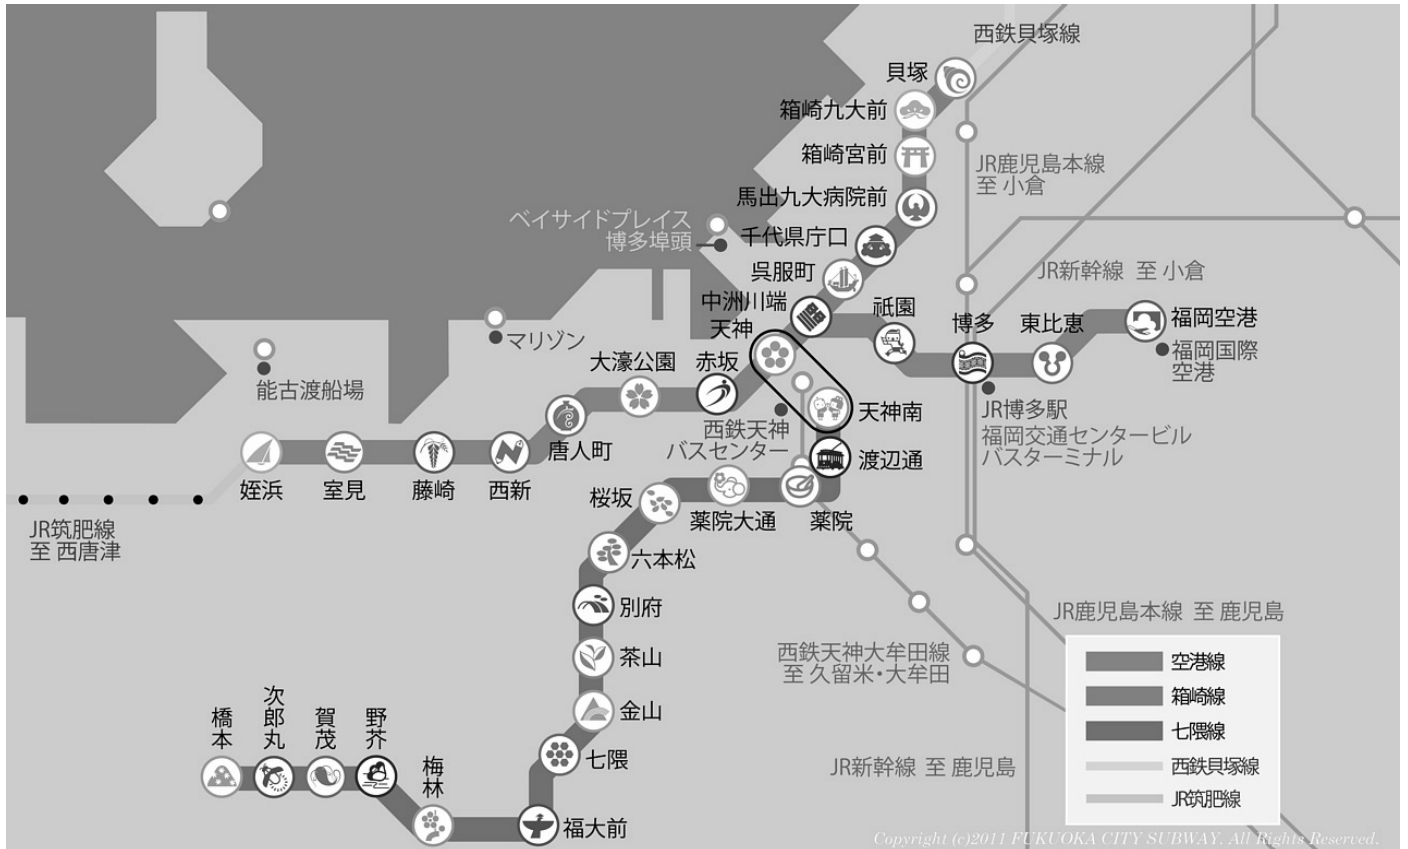 西鉄貝塚線
貝塚
箱崎九大前
箱崎宮前
JR鹿児島本線
至 小倉
馬出九大病院前
ベイサイドプレイス
博多埠頭
千代県庁口
呉服町
JR新幹線 至 小倉
中洲川端
祇園
博多
東比恵
福岡空港
福岡国際
空港
天神
マリゾン
大濠公園
赤坂
能古渡船場
JR博多駅
福岡交通センタービル
バスターミナル
天神南
西鉄天神
バスセンター
渡辺通
唐人町
姪浜
室見
藤崎
西新
桜坂
薬院大通
薬院
JR筑肥線
至 西唐津
六本松
別府
JR鹿児島本線 至 鹿児島
茶山
西鉄天神大牟田線
至 久留米・大牟田
金山
橋本
次郎丸
賀茂
野芥
梅林
七隈
福大前
JR新幹線 至 鹿児島
空港線
箱崎線
七隈線
西鉄貝塚線
JR筑肥線
Copyright (c)2011 FUKUOKA CITY SUBWAY. All Rights Reserved.